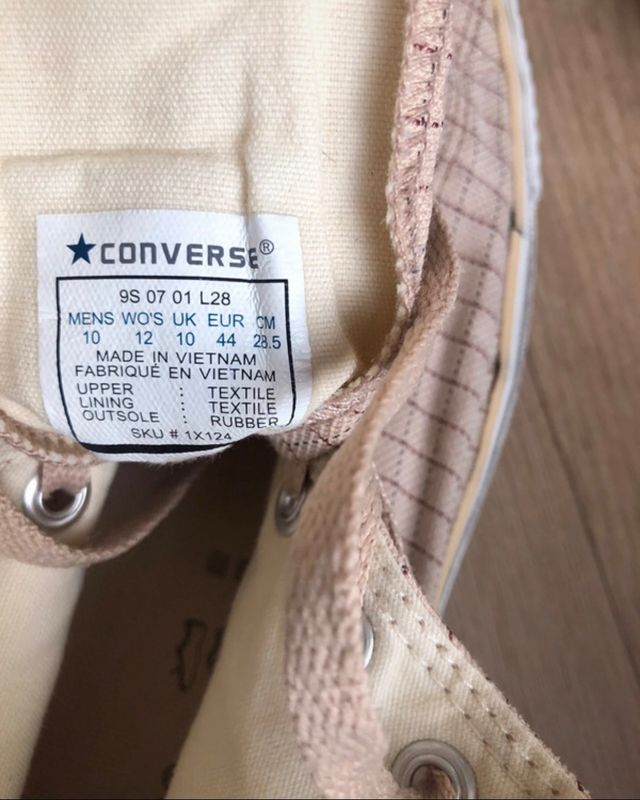 ★CONVERSE®
9S 07 01 L28
MENS WO'S UK EUR CM
10 12 10 44 28.5
MADE IN VIETNAM
FABRIQUÉ EN VIETNAM
UPPER : TEXTILE
LINING : TEXTILE
OUTSOLE : RUBBER
SKU # 1X124